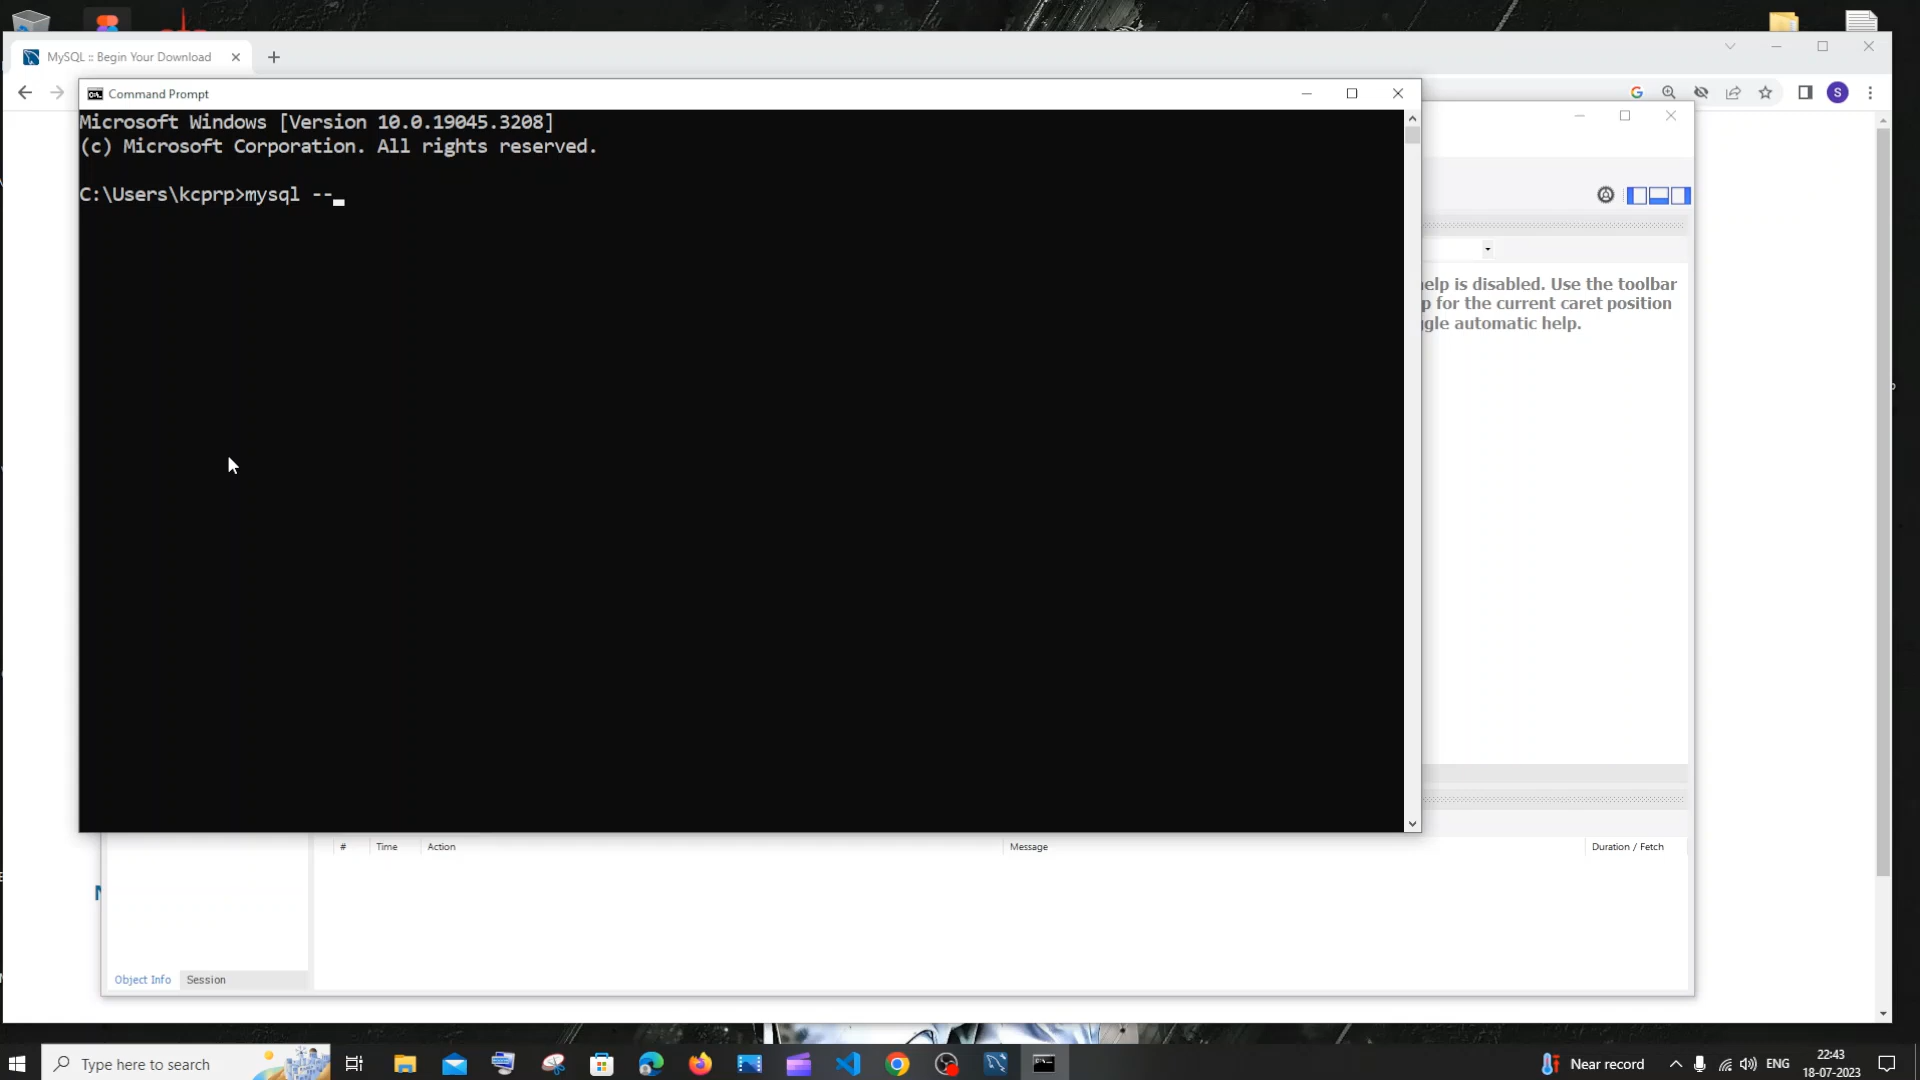 MySQL :: Begin Your Download
S
Command Prompt
Microsoft Windows [Version 10.0.19045.3208]
(c) Microsoft Corporation. All rights reserved.
C:\Users\kcprp>mysql --
elp is disabled. Use the toolbar
p for the current caret position
gle automatic help.
# Time Action Message Duration / Fetch
Object Info Session
Type here to search
Near record
ENG
22:43
18-07-2023